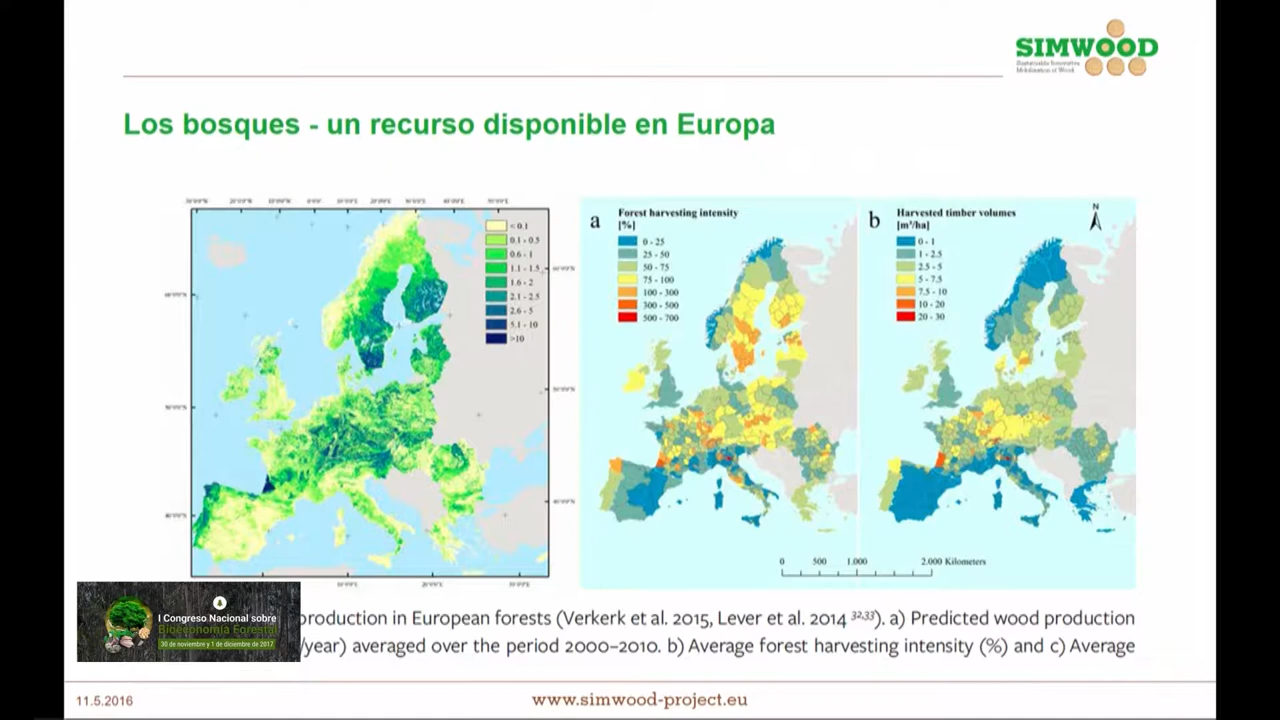 SIMWOOD
Sustainable Innovative
Mobilisation of Wood
Los bosques - un recurso disponible en Europa
< 0.1
0.1 - 0.5
0.6 - 1
1.1 - 1.5
1.6 - 2
2.1 - 2.5
2.6 - 5
5.1 - 10
>10
a
Forest harvesting intensity
[%]
0 - 25
25 - 50
50 - 75
75 - 100
100 - 300
300 - 500
500 - 700
b
Harvested timber volumes
[m³/ha]
0 - 1
1 - 2.5
2.5 - 5
5 - 7.5
7.5 - 10
10 - 20
20 - 30
N
0 500 1.000 2.000 Kilometers
I Congreso Nacional sobre
Bioeconomía Forestal
30 de noviembre y 1 de diciembre de 2017
production in European forests (Verkerk et al. 2015, Lever et al. 2014 32,33). a) Predicted wood production
/year) averaged over the period 2000–2010. b) Average forest harvesting intensity (%) and c) Average
11.5.2016
www.simwood-project.eu